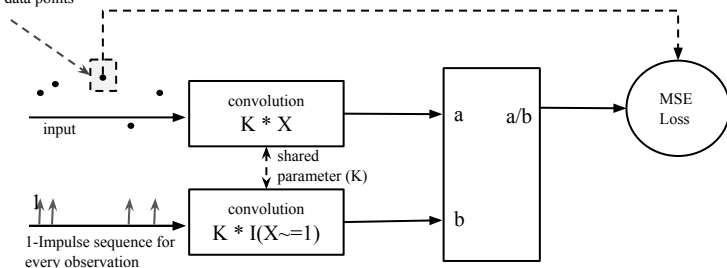 data points
input
convolution
K * X
shared
parameter (K)
a
a/b
b
MSE
Loss
1
convolution
K * I(X~=1)
1-Impulse sequence for
every observation